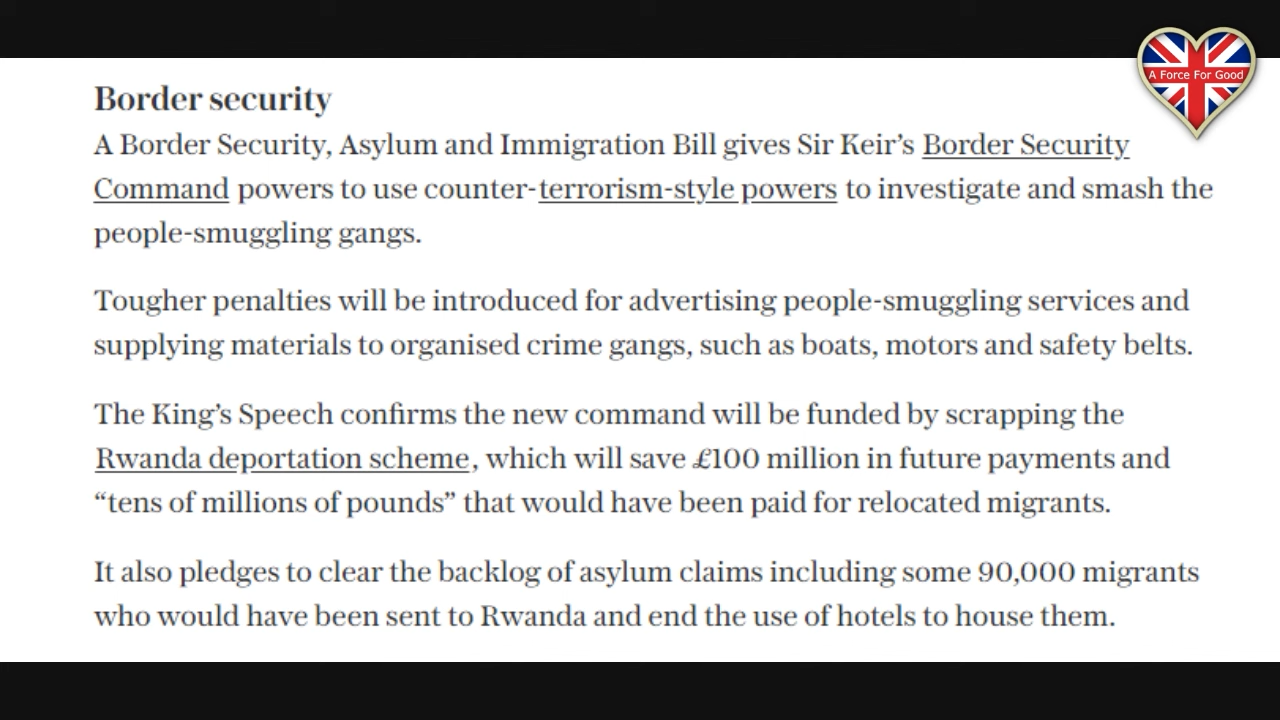 A Force For Good
Border security
A Border Security, Asylum and Immigration Bill gives Sir Keir’s Border Security
Command powers to use counter-terrorism-style powers to investigate and smash the
people-smuggling gangs.
Tougher penalties will be introduced for advertising people-smuggling services and
supplying materials to organised crime gangs, such as boats, motors and safety belts.
The King’s Speech confirms the new command will be funded by scrapping the
Rwanda deportation scheme, which will save £100 million in future payments and
“tens of millions of pounds” that would have been paid for relocated migrants.
It also pledges to clear the backlog of asylum claims including some 90,000 migrants
who would have been sent to Rwanda and end the use of hotels to house them.